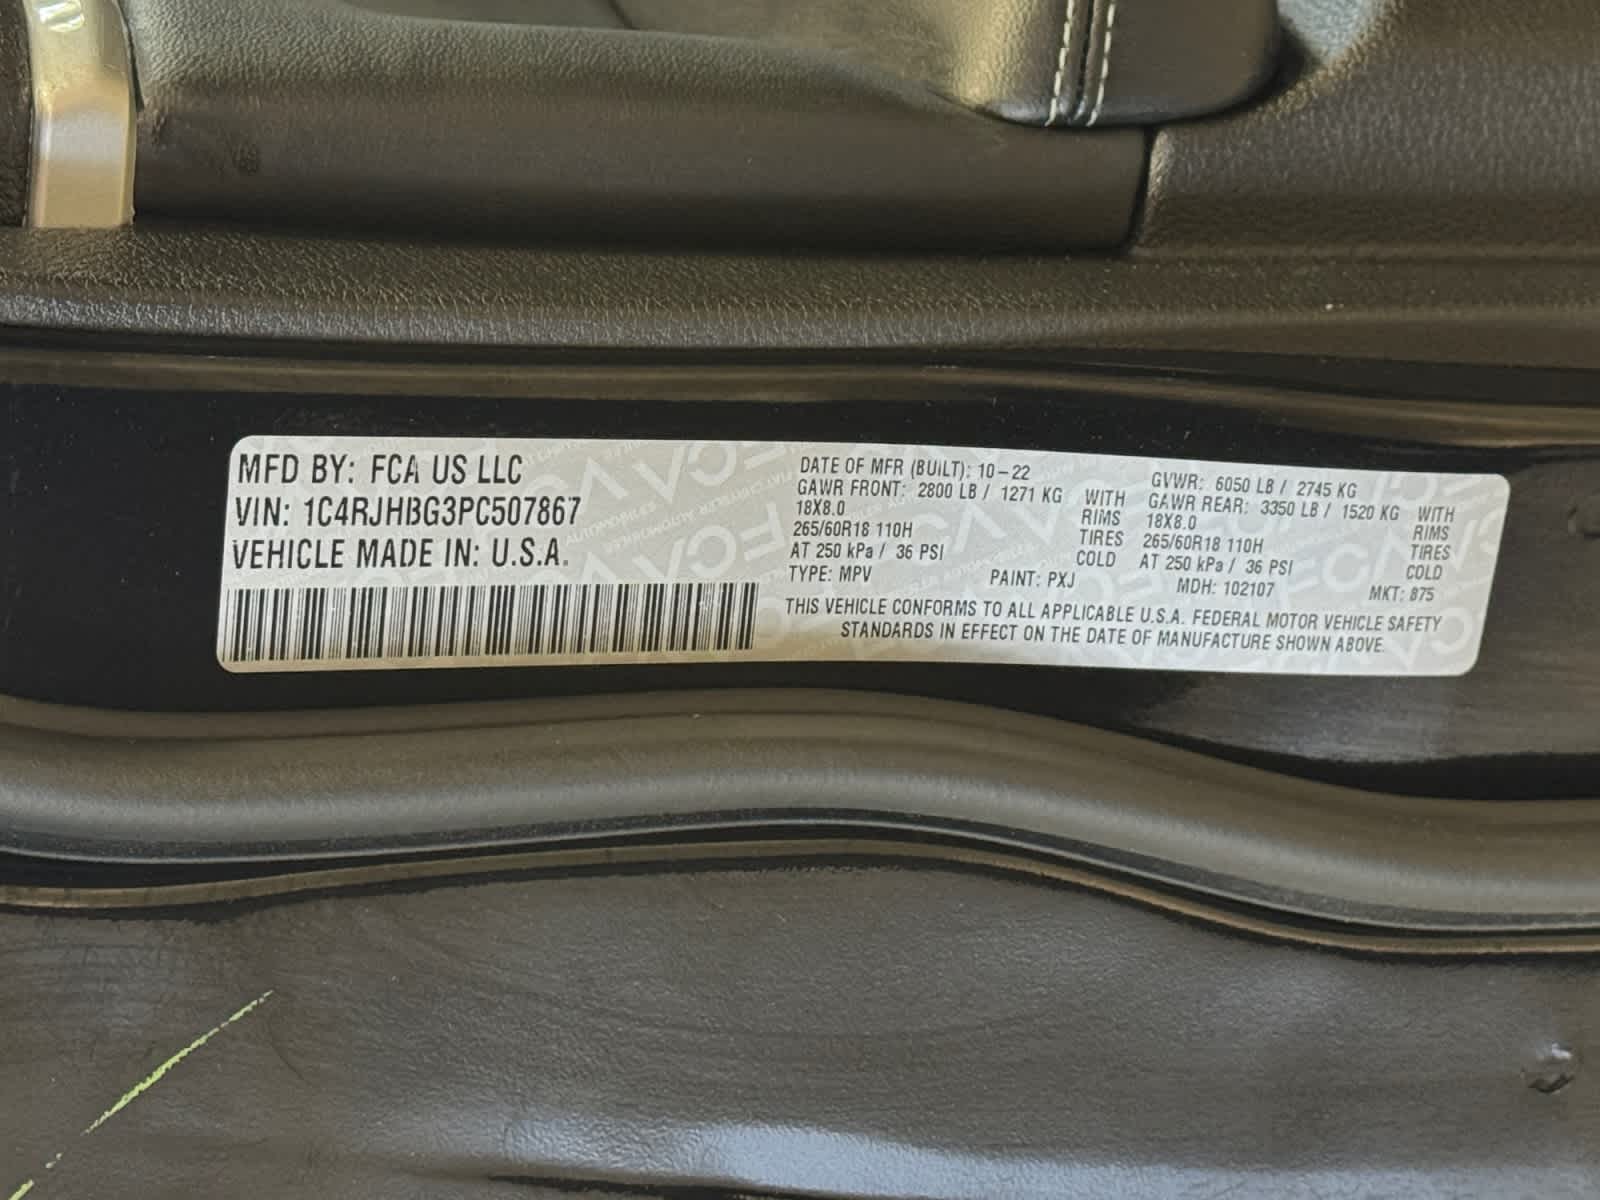 MFD BY: FCA US LLC
VIN: 1C4RJHBG3PC507867
VEHICLE MADE IN: U.S.A.
DATE OF MFR (BUILT): 10-22
GAWR FRONT: 2800 LB / 1271 KG WITH
18X8.0 RIMS
265/60R18 110H TIRES
AT 250 kPa / 36 PSI COLD
GVWR: 6050 LB / 2745 KG
GAWR REAR: 3350 LB / 1520 KG WITH
18X8.0 RIMS
265/60R18 110H TIRES
AT 250 kPa / 36 PSI COLD
TYPE: MPV PAINT: PXJ MDH: 102107 MKT: 875
THIS VEHICLE CONFORMS TO ALL APPLICABLE U.S.A. FEDERAL MOTOR VEHICLE SAFETY
STANDARDS IN EFFECT ON THE DATE OF MANUFACTURE SHOWN ABOVE.